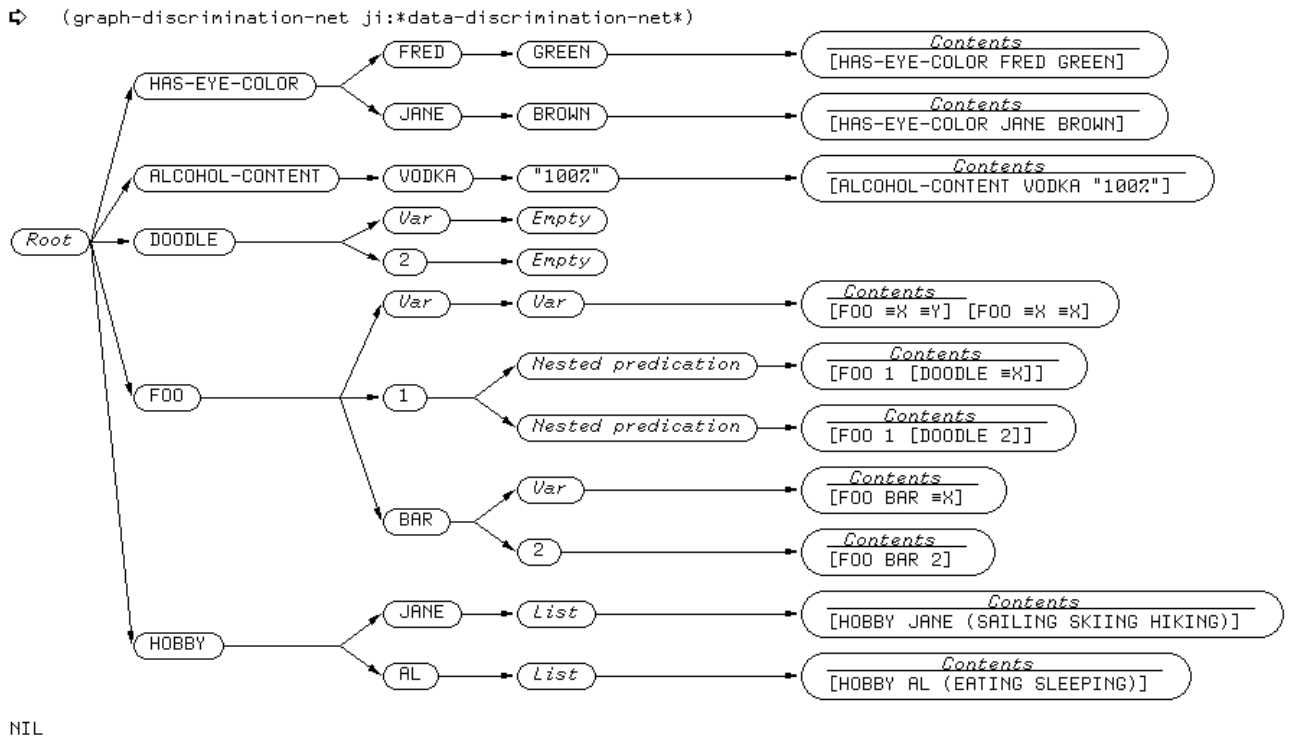 (graph-discrimination-net ji:*data-discrimination-net*)
FRED
GREEN
Contents
[HAS-EYE-COLOR FRED GREEN]
HAS-EYE-COLOR
JANE
BROWN
Contents
[HAS-EYE-COLOR JANE BROWN]
ALCOHOL-CONTENT
VODKA
"100%"
Contents
[ALCOHOL-CONTENT VODKA "100%"]
Root
DOODLE
Var
Empty
2
Empty
Var
Var
Contents
[FOO ≡X ≡Y] [FOO ≡X ≡X]
FOO
1
Nested predication
Contents
[FOO 1 [DOODLE ≡X]]
Nested predication
Contents
[FOO 1 [DOODLE 2]]
BAR
Var
Contents
[FOO BAR ≡X]
2
Contents
[FOO BAR 2]
HOBBY
JANE
List
Contents
[HOBBY JANE (SAILING SKIING HIKING)]
AL
List
Contents
[HOBBY AL (EATING SLEEPING)]
NIL